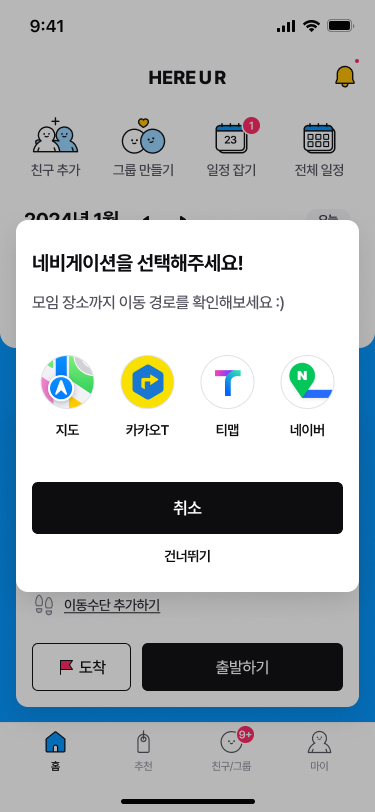 9:41
HERE U R
친구 추가
그룹 만들기
23
1
일정 잡기
전체 일정
2024년 1월
네비게이션을 선택해주세요!
모임 장소까지 이동 경로를 확인해보세요 :)
지도
카카오T
티맵
N
네이버
취소
건너뛰기
이동수단 추가하기
도착
출발하기
홈
추천
9+
친구/그룹
마이